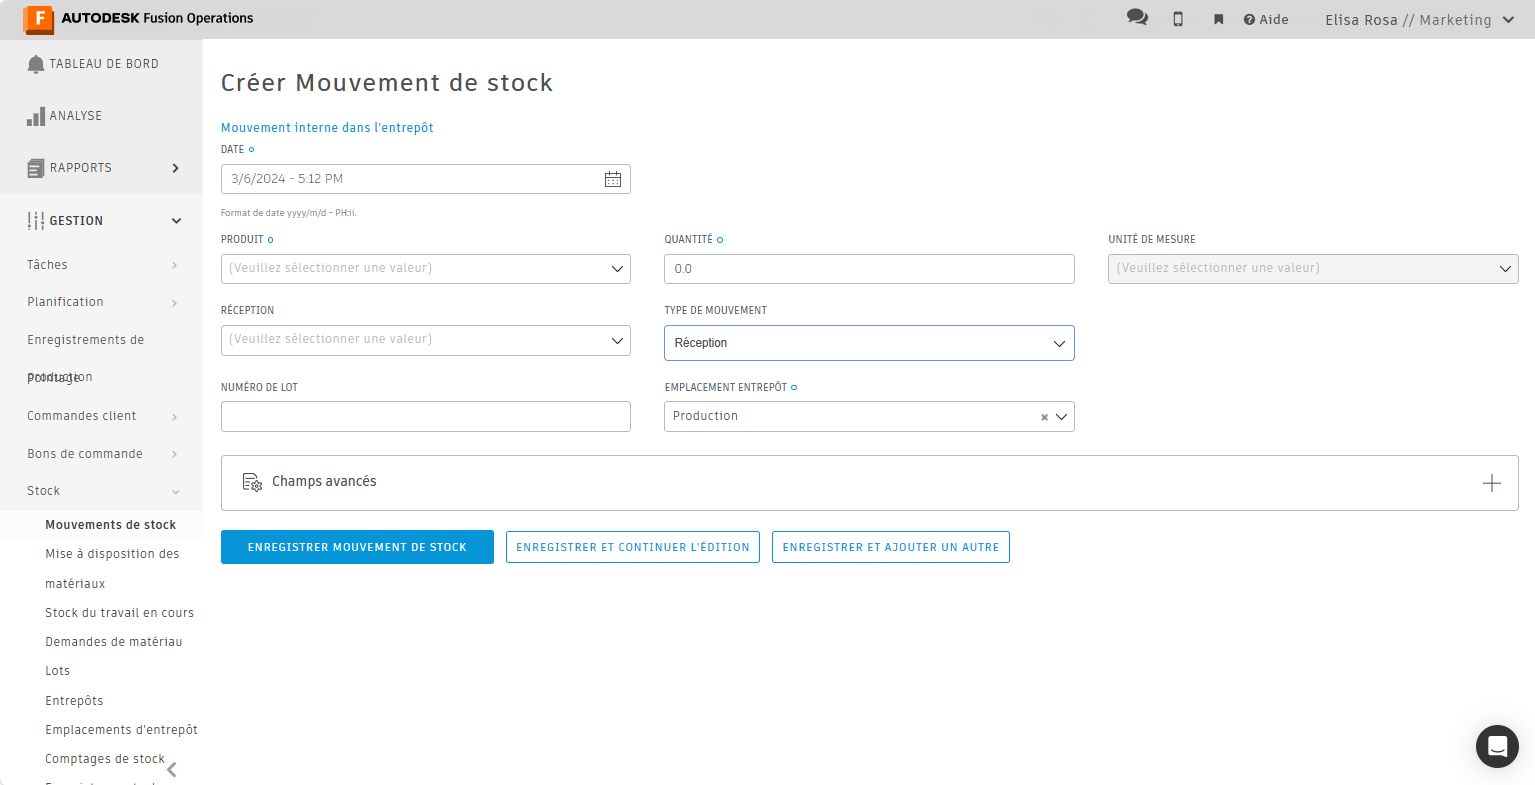 AUTODESK Fusion Operations
Aide
Elisa Rosa // Marketing
TABLEAU DE BORD
ANALYSE
RAPPORTS
GESTION
Tâches
Planification
Enregistrements de
production
Pointage
Commandes client
Bons de commande
Stock
Mouvements de stock
Mise à disposition des
matériaux
Stock du travail en cours
Demandes de matériau
Lots
Entrepôts
Emplacements d'entrepôt
Comptages de stock
Créer Mouvement de stock
Mouvement interne dans l'entrepôt
DATE
3/6/2024 - 5:12 PM
Format de date yyyy/m/d - PH:ii.
PRODUIT
(Veuillez sélectionner une valeur)
QUANTITÉ
0.0
UNITÉ DE MESURE
(Veuillez sélectionner une valeur)
RÉCEPTION
(Veuillez sélectionner une valeur)
TYPE DE MOUVEMENT
Réception
NUMÉRO DE LOT
EMPLACEMENT ENTREPÔT
Production
Champs avancés
ENREGISTRER MOUVEMENT DE STOCK
ENREGISTRER ET CONTINUER L'ÉDITION
ENREGISTRER ET AJOUTER UN AUTRE